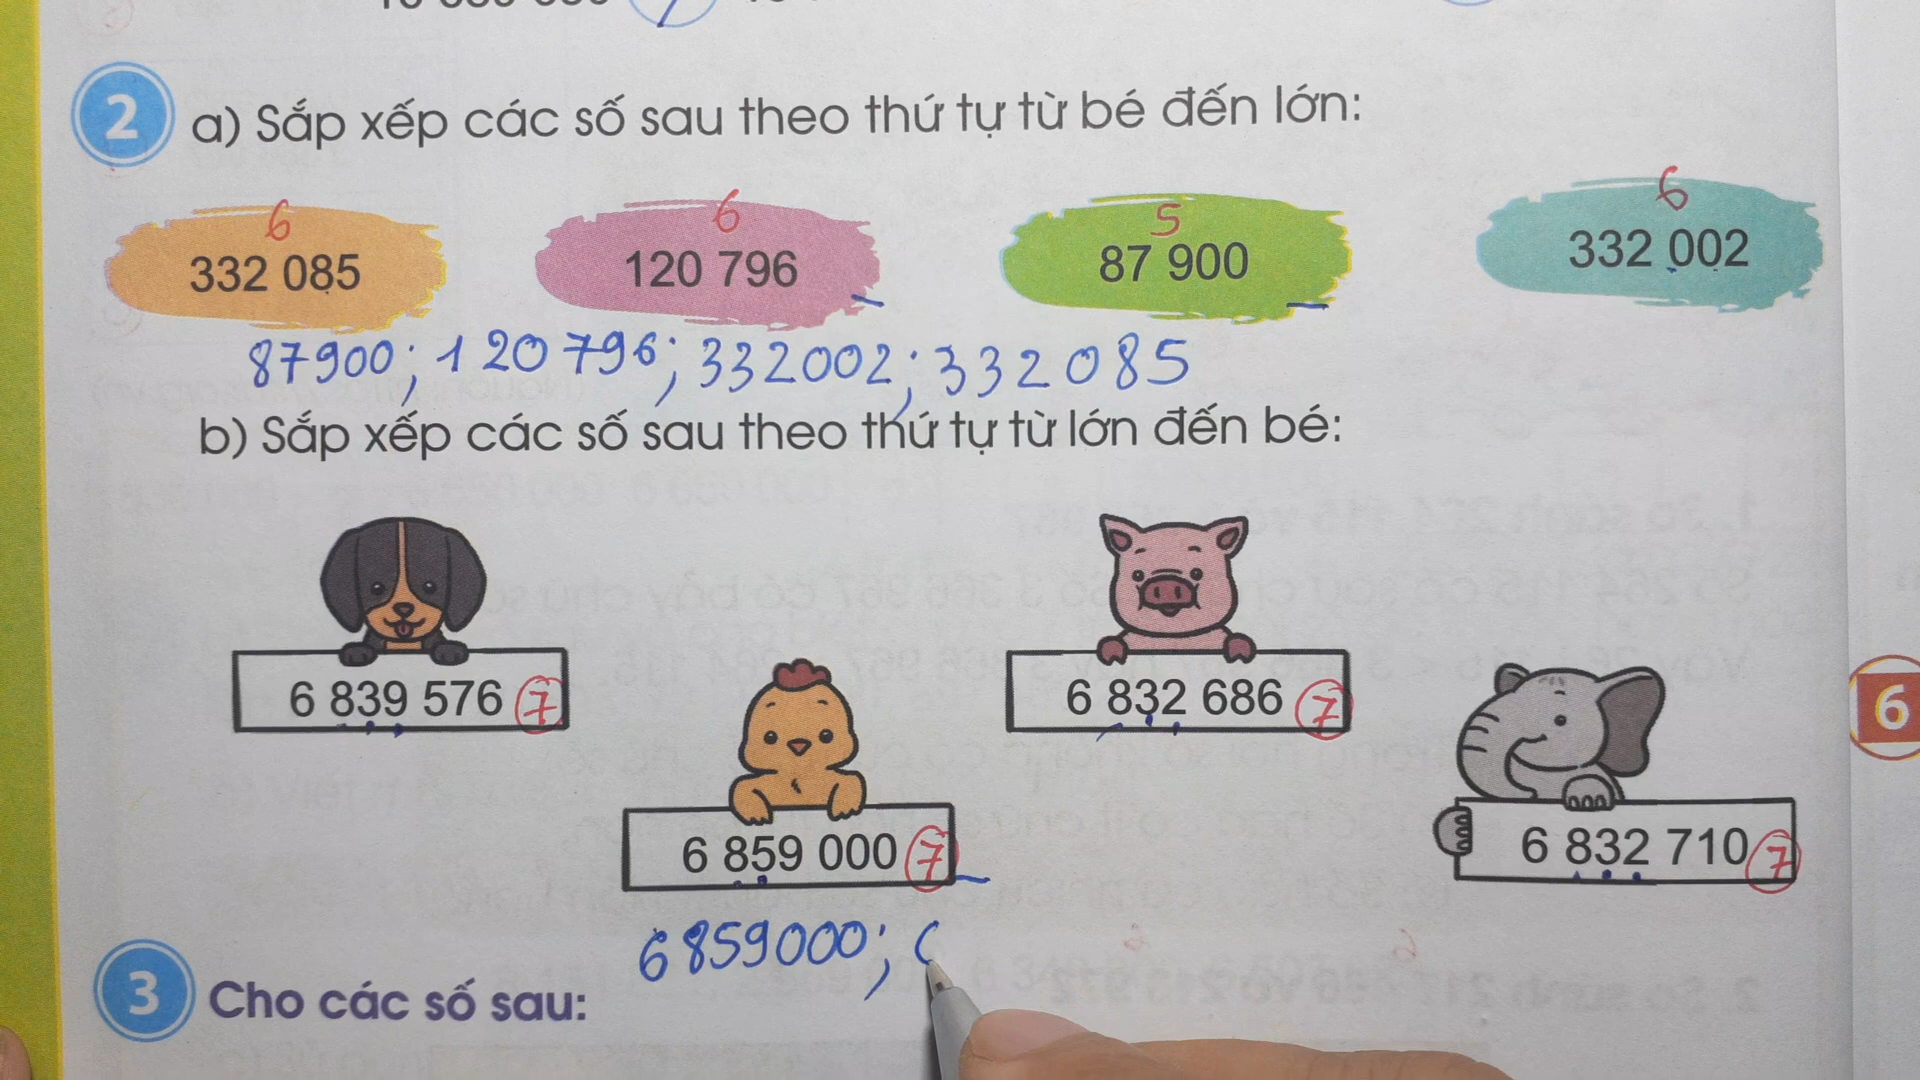 2 a) Sắp xếp các số sau theo thứ tự từ bé đến lớn:
6 6 5 6
332 085 120 796 87 900 332 002
87900; 120796; 332002; 332085
b) Sắp xếp các số sau theo thứ tự từ lớn đến bé:
6 839 576 7 6 832 686 7
6
6 859 000 7 6 832 710 7
6859000;
3 Cho các số sau: